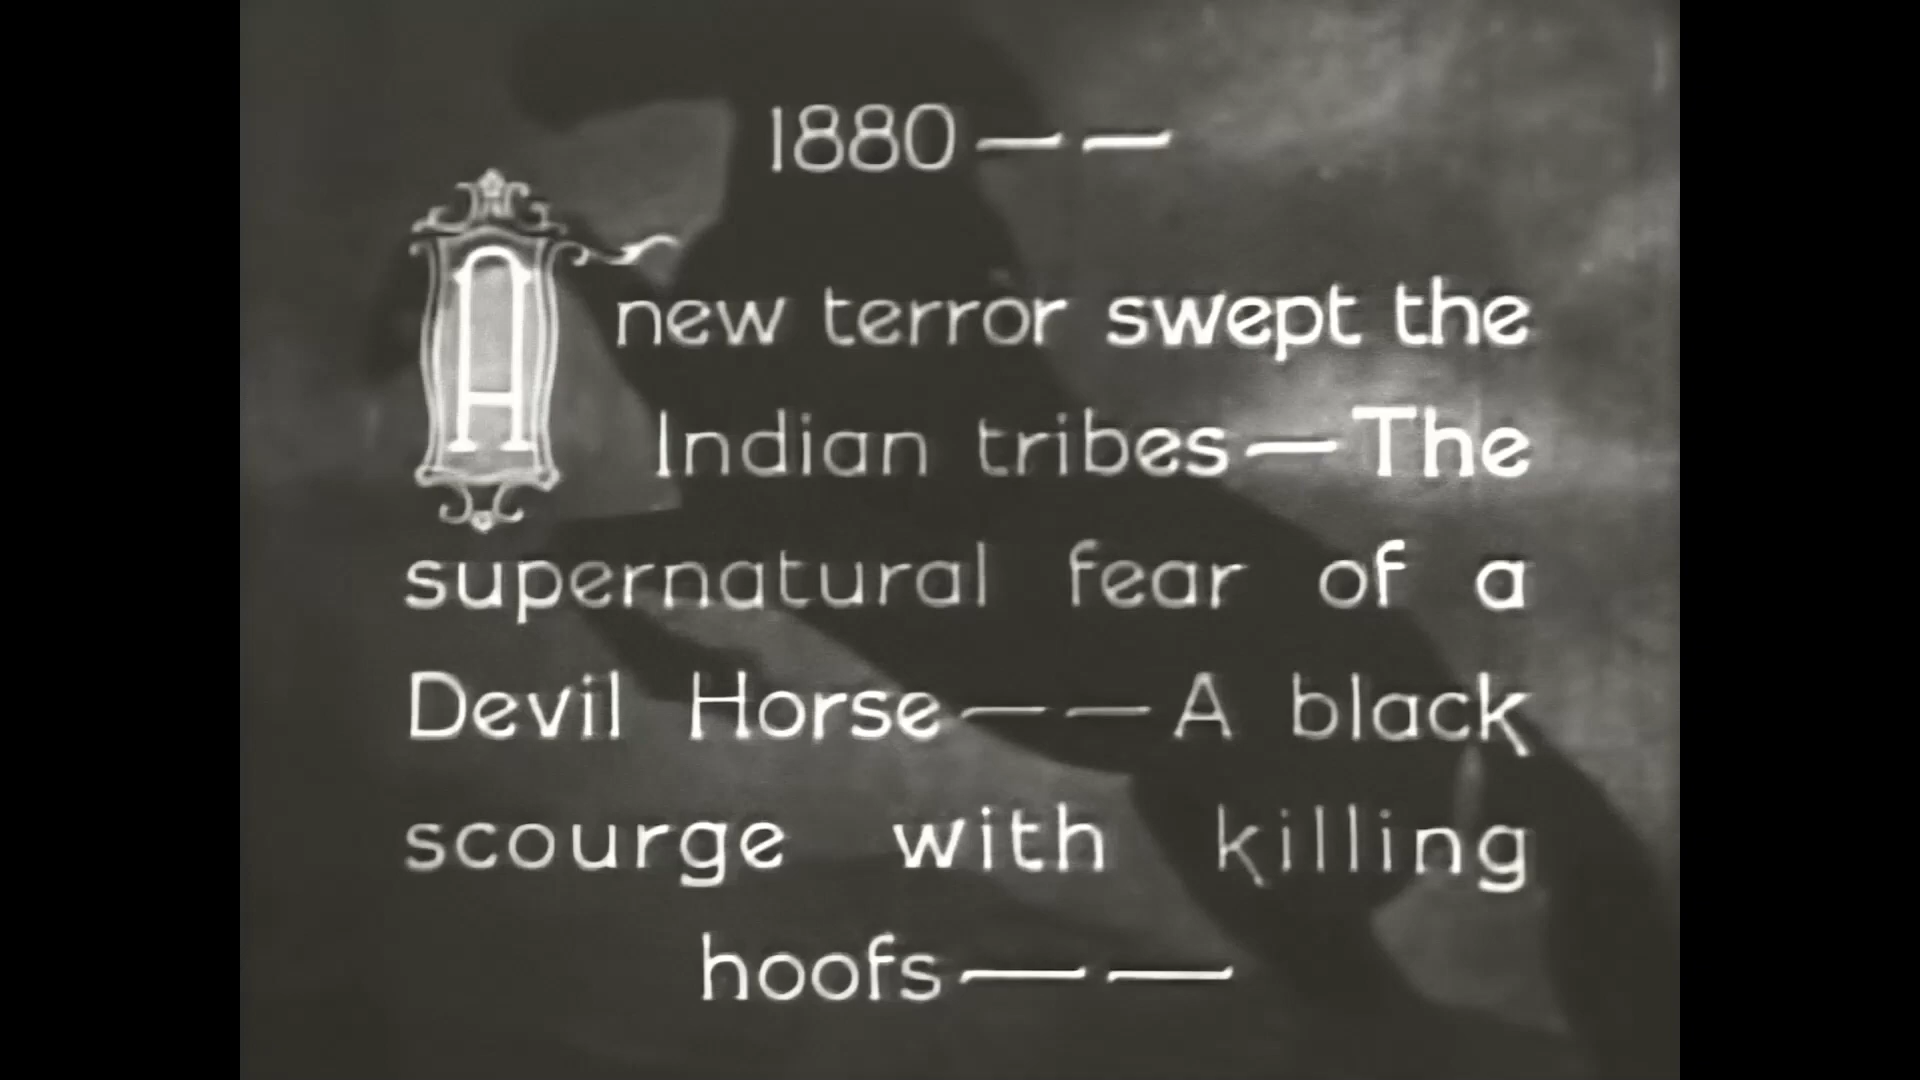 1880——
A new terror swept the
Indian tribes—The
supernatural fear of a
Devil Horse——A black
scourge with killing
hoofs——